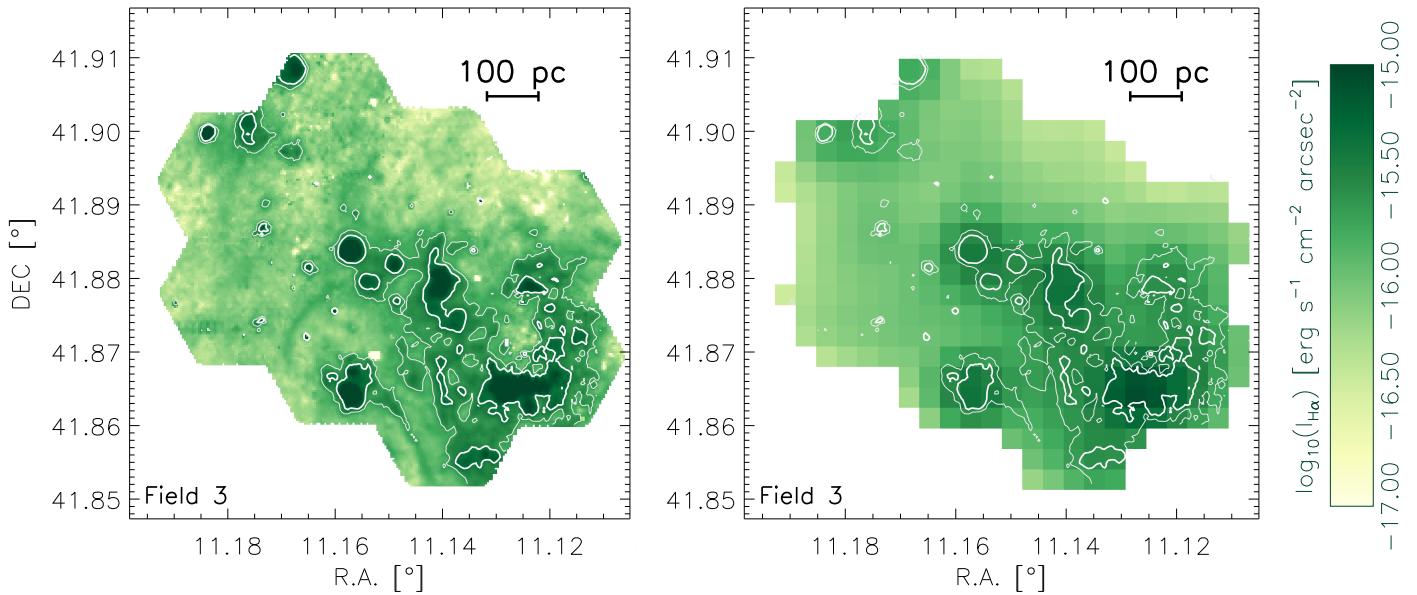 100 pc
41.91
41.90
41.89
41.88
41.87
41.86
41.85
DEC [°]
Field 3
11.18 11.16 11.14 11.12
R.A. [°]
100 pc
41.91
41.90
41.89
41.88
41.87
41.86
41.85
Field 3
11.18 11.16 11.14 11.12
R.A. [°]
log₁₀(I_Hα) [erg s⁻¹ cm⁻² arcsec⁻²]
−17.00 −16.50 −16.00 −15.50 −15.00